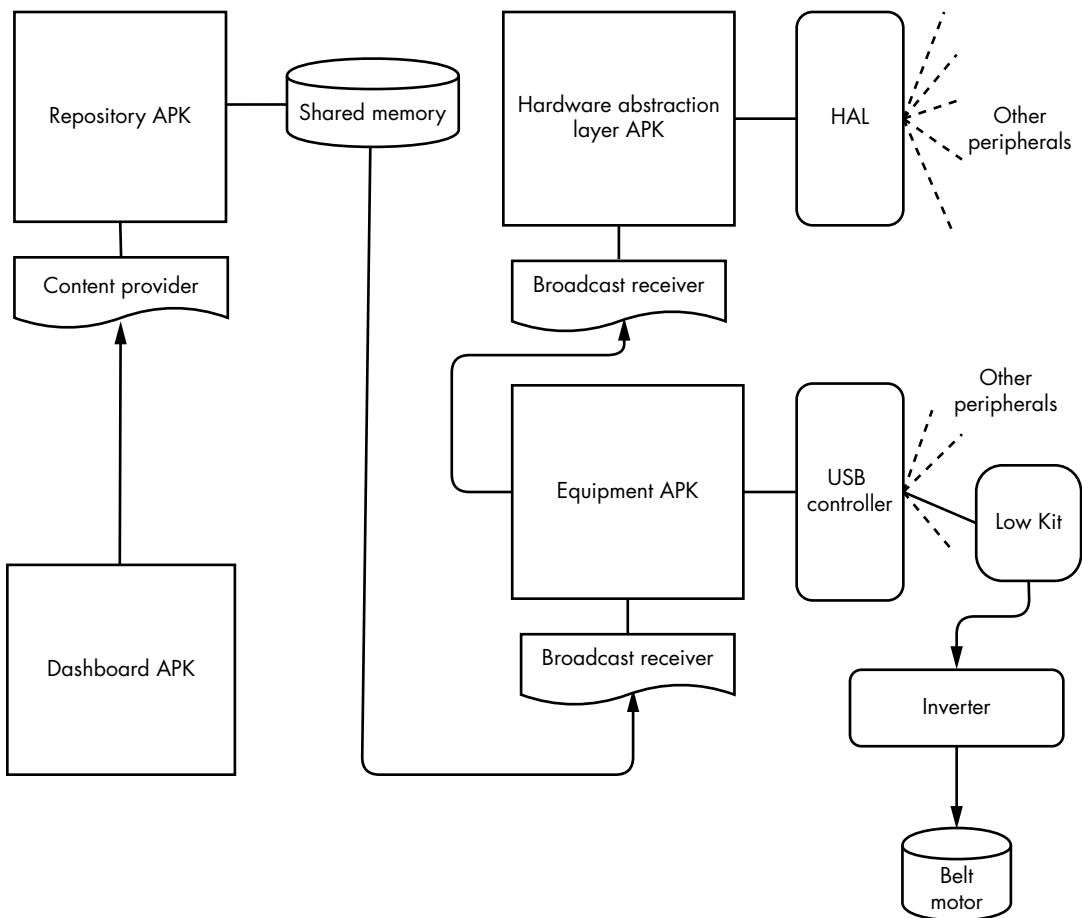 Repository APK
Shared memory
Hardware abstraction
layer APK
HAL
Other
peripherals
Content provider
Broadcast receiver
Other
peripherals
Equipment APK
USB
controller
Low Kit
Dashboard APK
Broadcast receiver
Inverter
Belt
motor